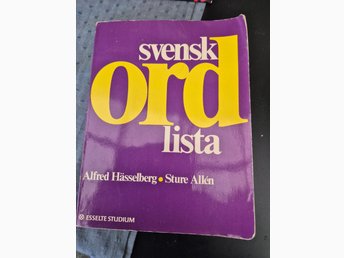 svensk
ord
lista
Alfred Hässelberg • Sture Allén
ESSELTE STUDIUM